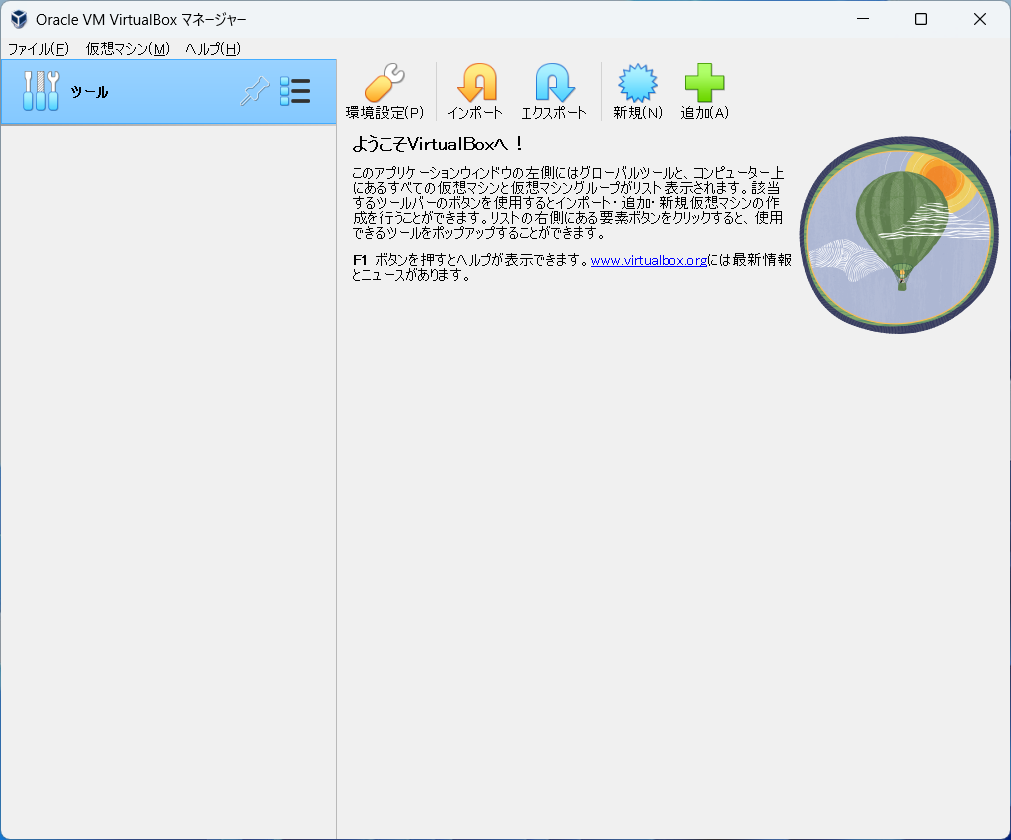 Oracle VM VirtualBox マネージャー
ファイル(F) 仮想マシン(M) ヘルプ(H)
ツール
環境設定(P) インポート エクスポート 新規(N) 追加(A)
ようこそVirtualBoxへ！
このアプリケーションウィンドウの左側にはグローバルツールと、コンピューター上
にあるすべての仮想マシンと仮想マシングループがリスト表示されます。該当
するツールバーのボタンを使用するとインポート・追加・新規仮想マシンの作
成を行うことができます。リストの右側にある要素ボタンをクリックすると、使用
できるツールをポップアップすることができます。
F1 ボタンを押すとヘルプが表示できます。www.virtualbox.orgには最新情報
とニュースがあります。